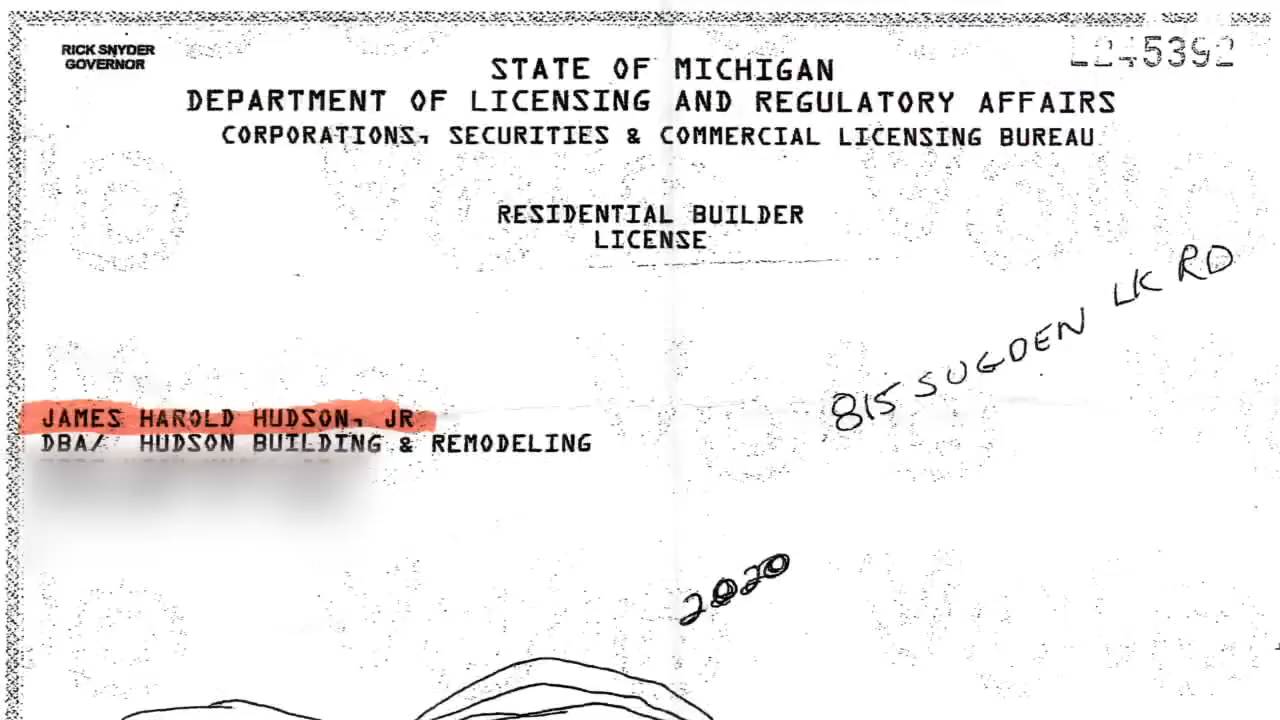 RICK SNYDER
GOVERNOR
L245392
STATE OF MICHIGAN
DEPARTMENT OF LICENSING AND REGULATORY AFFAIRS
CORPORATIONS, SECURITIES & COMMERCIAL LICENSING BUREAU
RESIDENTIAL BUILDER
LICENSE
815 SUGDEN LK RD
JAMES HAROLD HUDSON, JR
DBA/ HUDSON BUILDING & REMODELING
2020